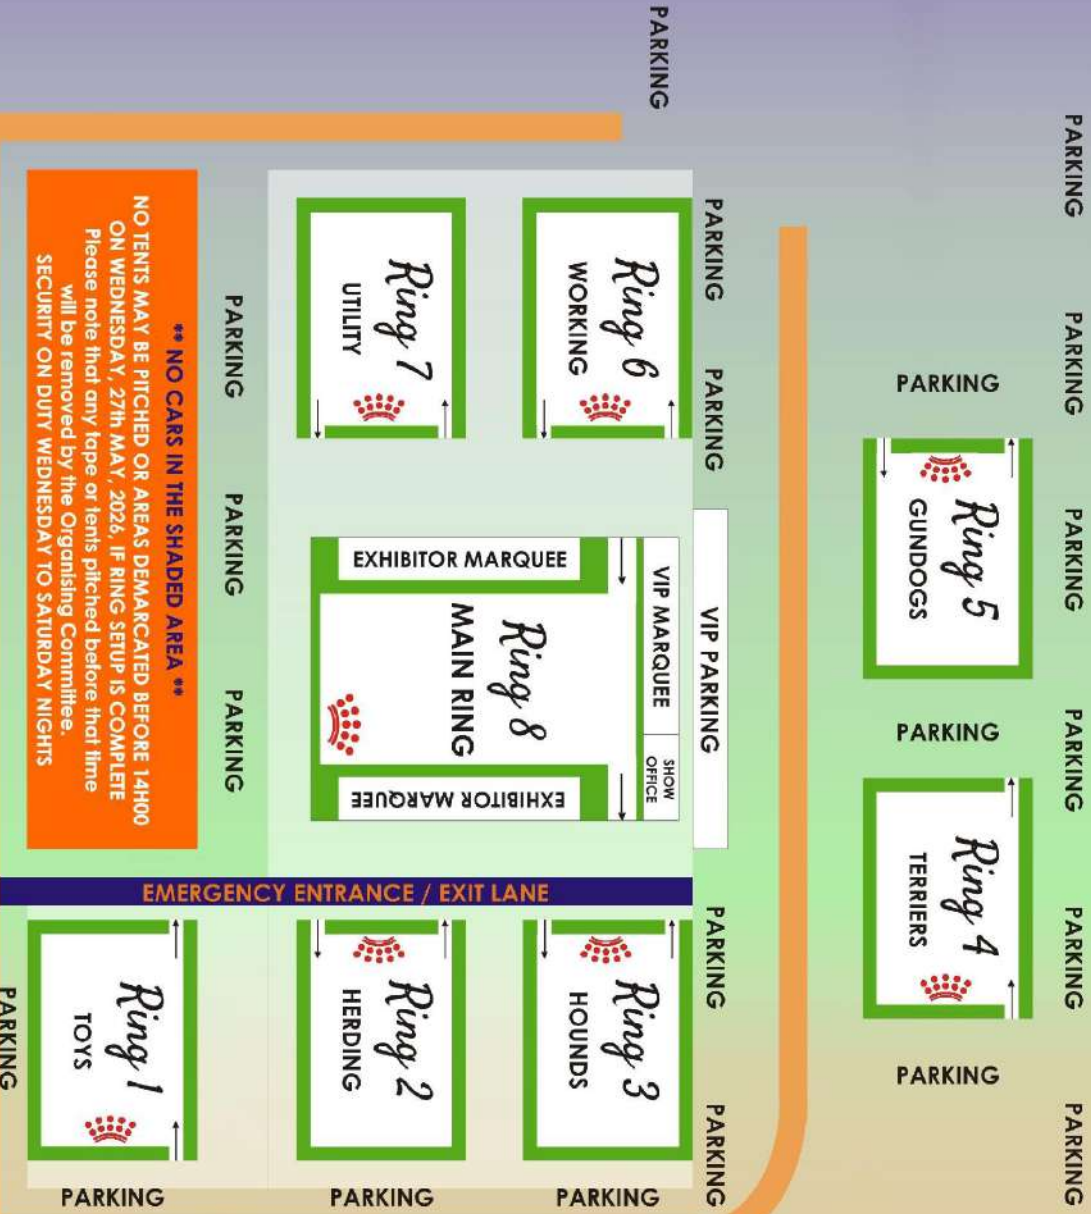 PARKING
PARKING
PARKING
PARKING
PARKING
PARKING
PARKING
PARKING
PARKING
PARKING
Ring 5
GUNDOGS
PARKING
Ring 4
TERRIERS
PARKING
PARKING
PARKING
VIP PARKING
PARKING
PARKING
Ring 6
WORKING
Ring 7
UTILITY
VIP MARQUEE
SHOW
OFFICE
EXHIBITOR MARQUEE
Ring 8
MAIN RING
EXHIBITOR MARQUEE
EMERGENCY ENTRANCE / EXIT LANE
Ring 3
HOUNDS
Ring 2
HERDING
Ring 1
TOYS
PARKING
PARKING
PARKING
PARKING
PARKING
PARKING
PARKING
** NO CARS IN THE SHADED AREA **
NO TENTS MAY BE PITCHED OR AREAS DEMARCATED BEFORE 14H00
ON WEDNESDAY, 27th MAY, 2026, IF RING SETUP IS COMPLETE
Please note that any tape or tents pitched before that time
will be removed by the Organising Committee.
SECURITY ON DUTY WEDNESDAY TO SATURDAY NIGHTS